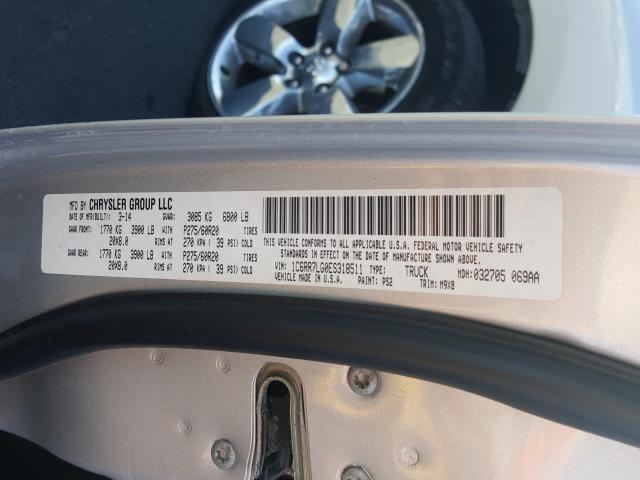 MFD BY CHRYSLER GROUP LLC
DATE OF MFR(BUILT): 3-14 GVWR: 3085 KG 6800 LB
GAWR FRONT: 1770 KG 3900 LB WITH P275/60R20 TIRES
20X8.0 RIMS AT 270 KPA ( 39 PSI) COLD
GAWR REAR: 1770 KG 3900 LB WITH P275/60R20 TIRES
20X8.0 RIMS AT 270 KPA ( 39 PSI) COLD
THIS VEHICLE CONFORMS TO ALL APPLICABLE U.S.A. FEDERAL MOTOR VEHICLE SAFETY
STANDARDS IN EFFECT ON THE DATE OF MANUFACTURE SHOWN ABOVE.
VIN: 1C6RR7LG0ES318511 TYPE: TRUCK MDH: 032705 069AA
VEHICLE MADE IN U.S.A. PAINT: PS2 TRIM: M9X8